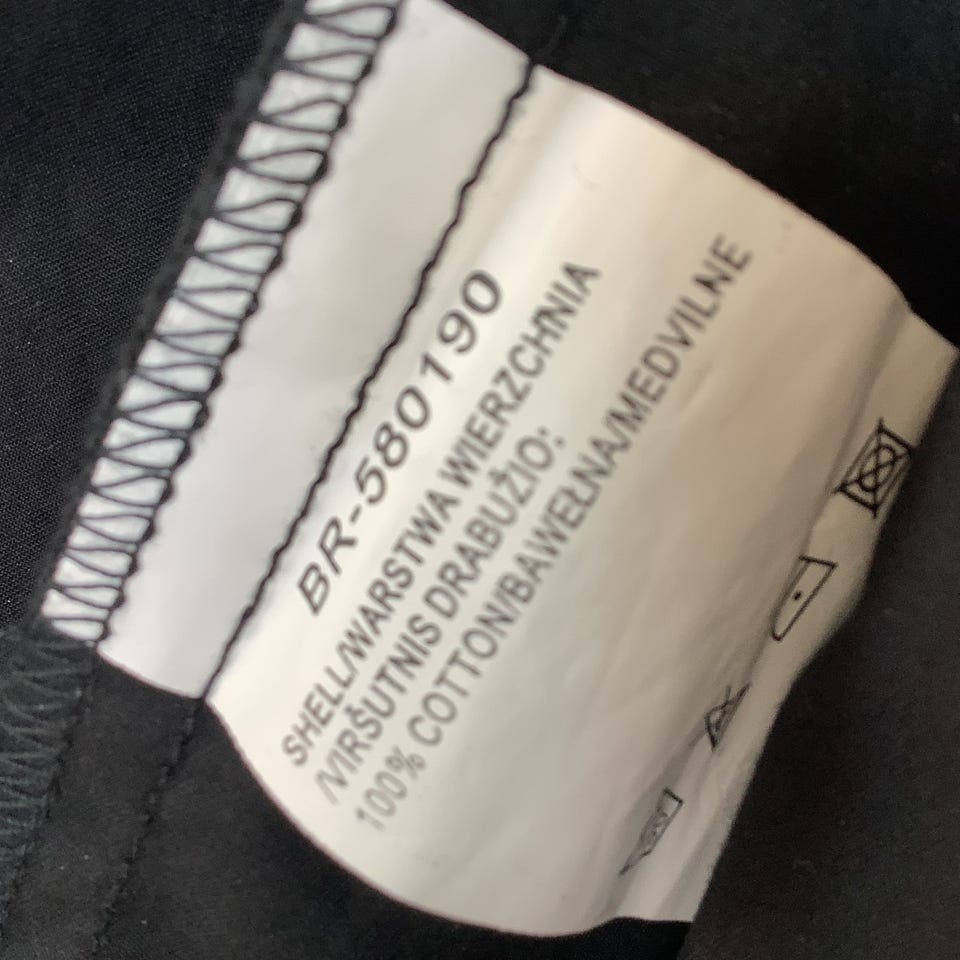 BR-580190
SHELL/WARSTWA WIERZCHNIA
/VIRŠUTNIS DRABUŽIO:
100% COTTON/BAWEŁNA/MEDVILNE